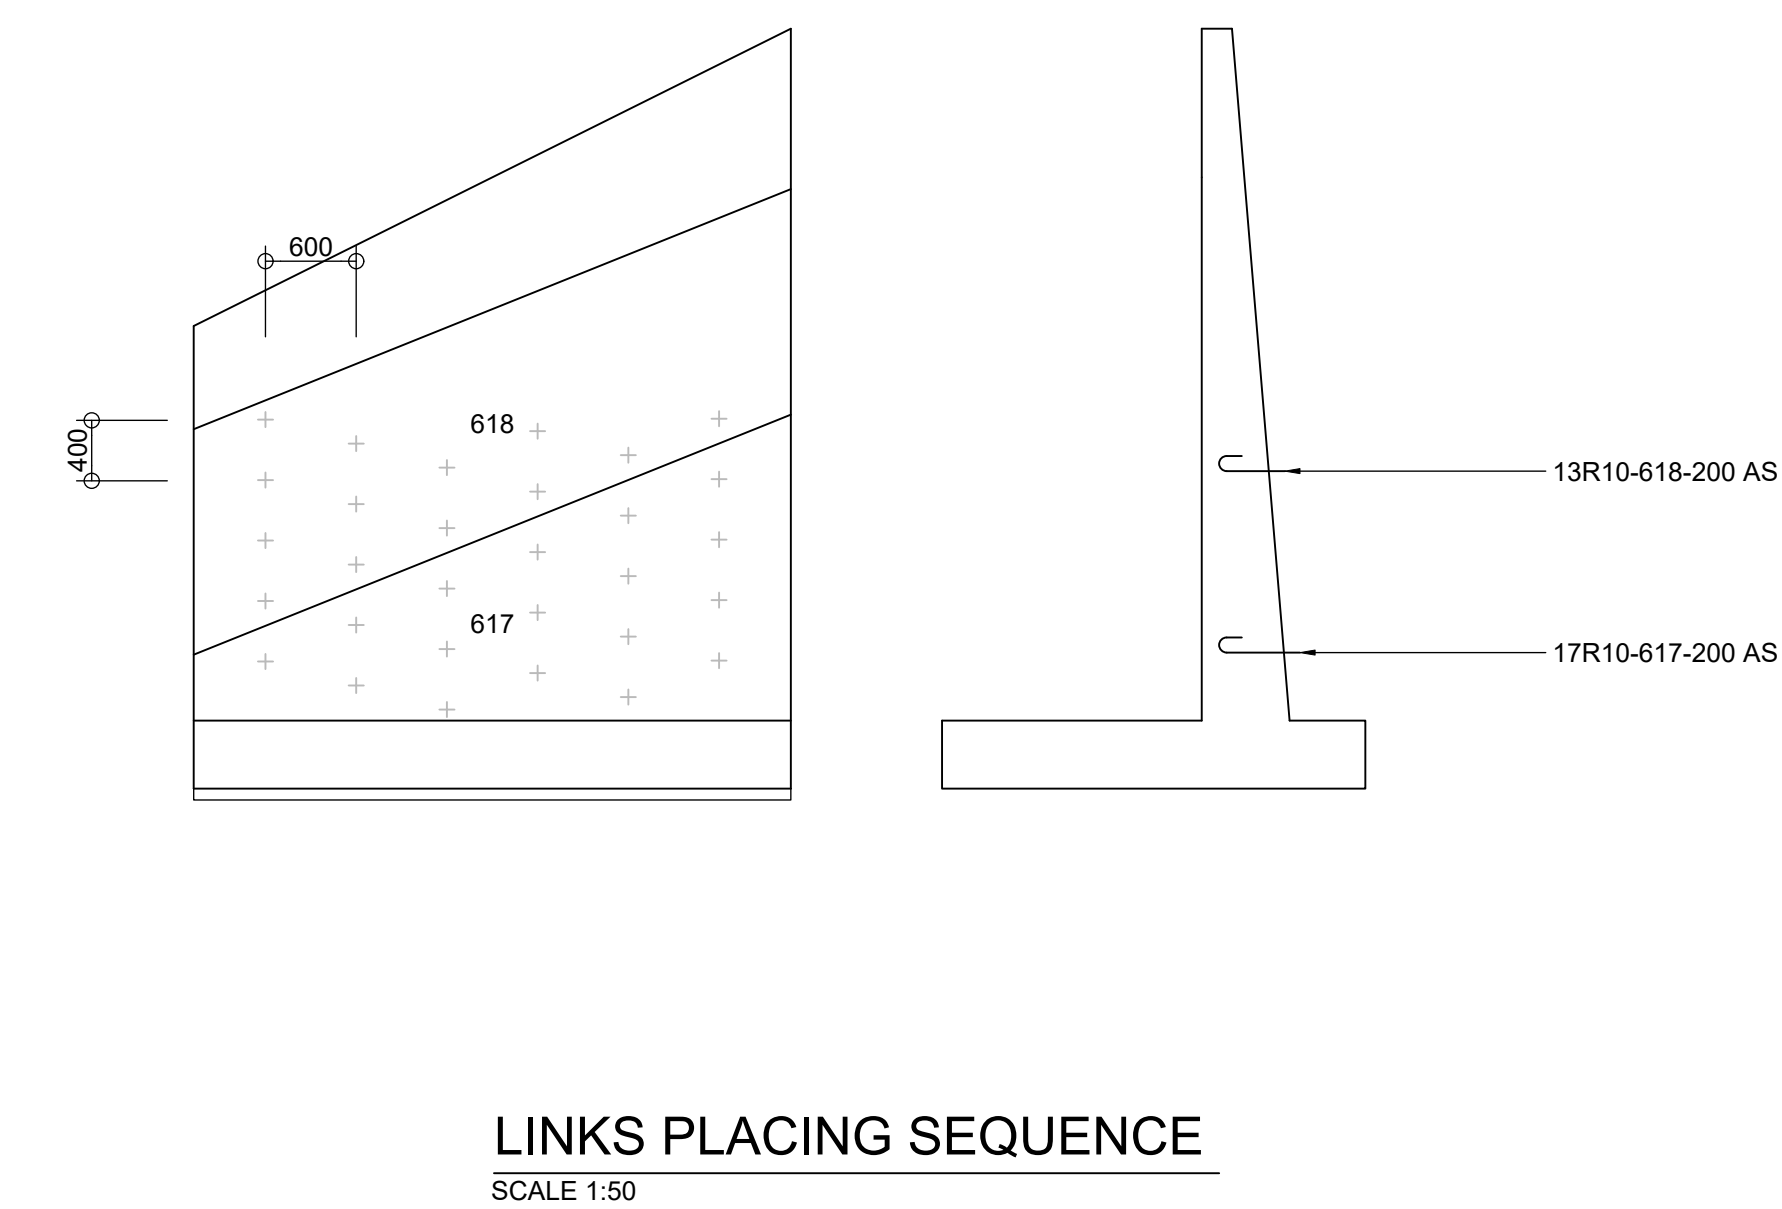 600
400
618
617
13R10-618-200 AS
17R10-617-200 AS
LINKS PLACING SEQUENCE
SCALE 1:50